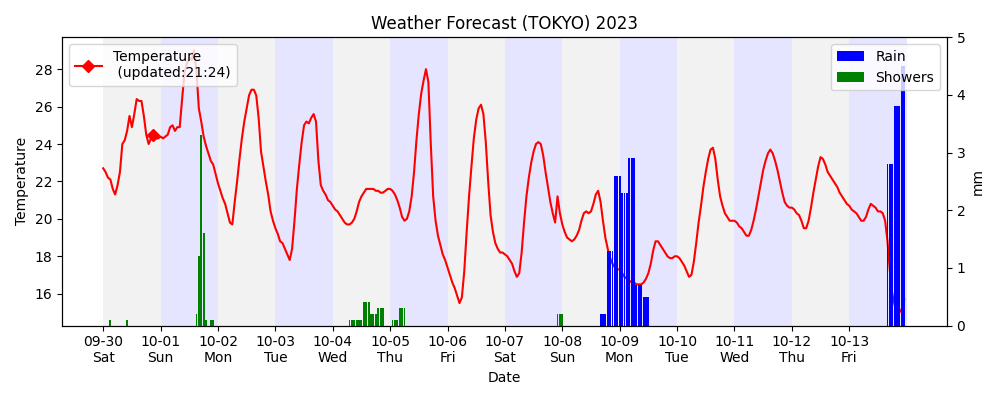 Weather Forecast (TOKYO) 2023
Temperature
(updated:21:24)
Rain
Showers
Temperature
28
26
24
22
20
18
16
5
4
3
2
1
0
mm
09-30 10-01 10-02 10-03 10-04 10-05 10-06 10-07 10-08 10-09 10-10 10-11 10-12 10-13
Sat Sun Mon Tue Wed Thu Fri Sat Sun Mon Tue Wed Thu Fri
Date